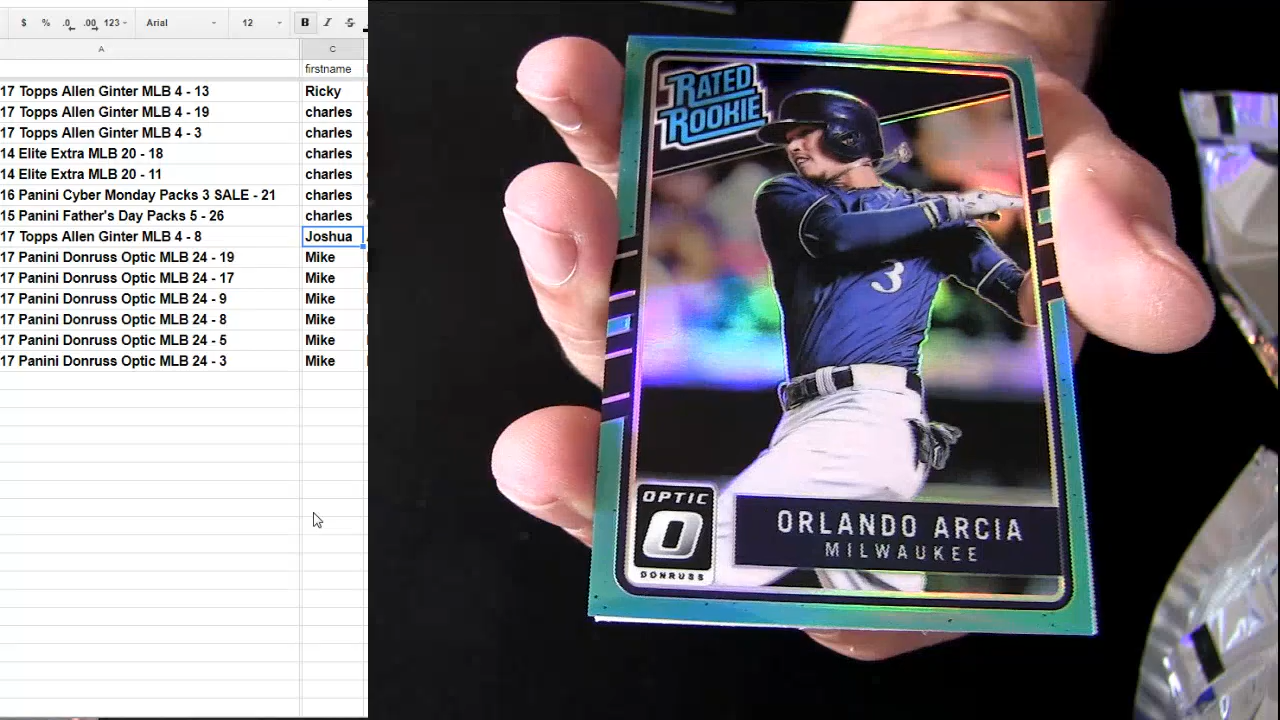 $ % .0 .00 123 Arial 12 B I S
A C
firstname
17 Topps Allen Ginter MLB 4 - 13 Ricky
17 Topps Allen Ginter MLB 4 - 19 charles
17 Topps Allen Ginter MLB 4 - 3 charles
14 Elite Extra MLB 20 - 18 charles
14 Elite Extra MLB 20 - 11 charles
16 Panini Cyber Monday Packs 3 SALE - 21 charles
15 Panini Father's Day Packs 5 - 26 charles
17 Topps Allen Ginter MLB 4 - 8 Joshua
17 Panini Donruss Optic MLB 24 - 19 Mike
17 Panini Donruss Optic MLB 24 - 17 Mike
17 Panini Donruss Optic MLB 24 - 9 Mike
17 Panini Donruss Optic MLB 24 - 8 Mike
17 Panini Donruss Optic MLB 24 - 5 Mike
17 Panini Donruss Optic MLB 24 - 3 Mike
RATED
ROOKIE
3
OPTIC
O
DONRUSS
ORLANDO ARCIA
MILWAUKEE